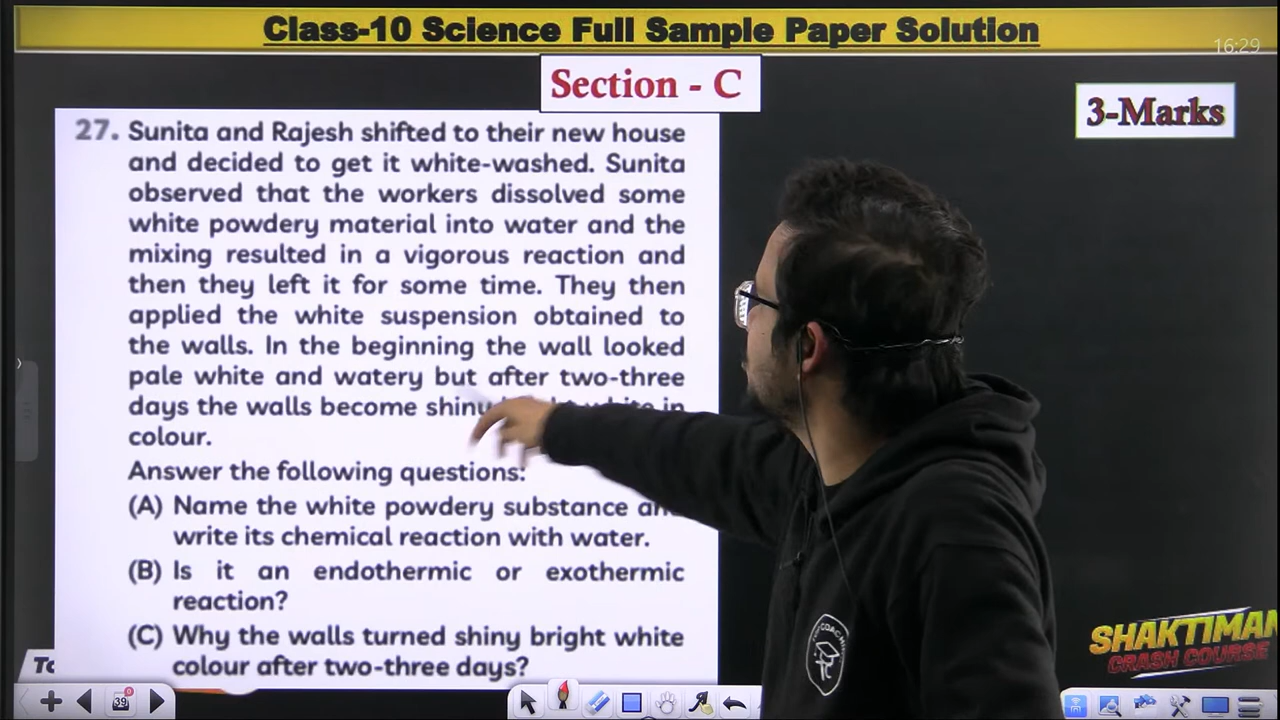 Class-10 Science Full Sample Paper Solution
16:29
Section - C
3-Marks
27. Sunita and Rajesh shifted to their new house
and decided to get it white-washed. Sunita
observed that the workers dissolved some
white powdery material into water and the
mixing resulted in a vigorous reaction and
then they left it for some time. They then
applied the white suspension obtained to
the walls. In the beginning the wall looked
pale white and watery but after two-three
days the walls become shiny white in
colour.
Answer the following questions:
(A) Name the white powdery substance
write its chemical reaction with water.
(B) Is it an endothermic or exothermic
reaction?
(C) Why the walls turned shiny bright white
colour after two-three days?
SHAKTIMAN
CRASH COURSE
39